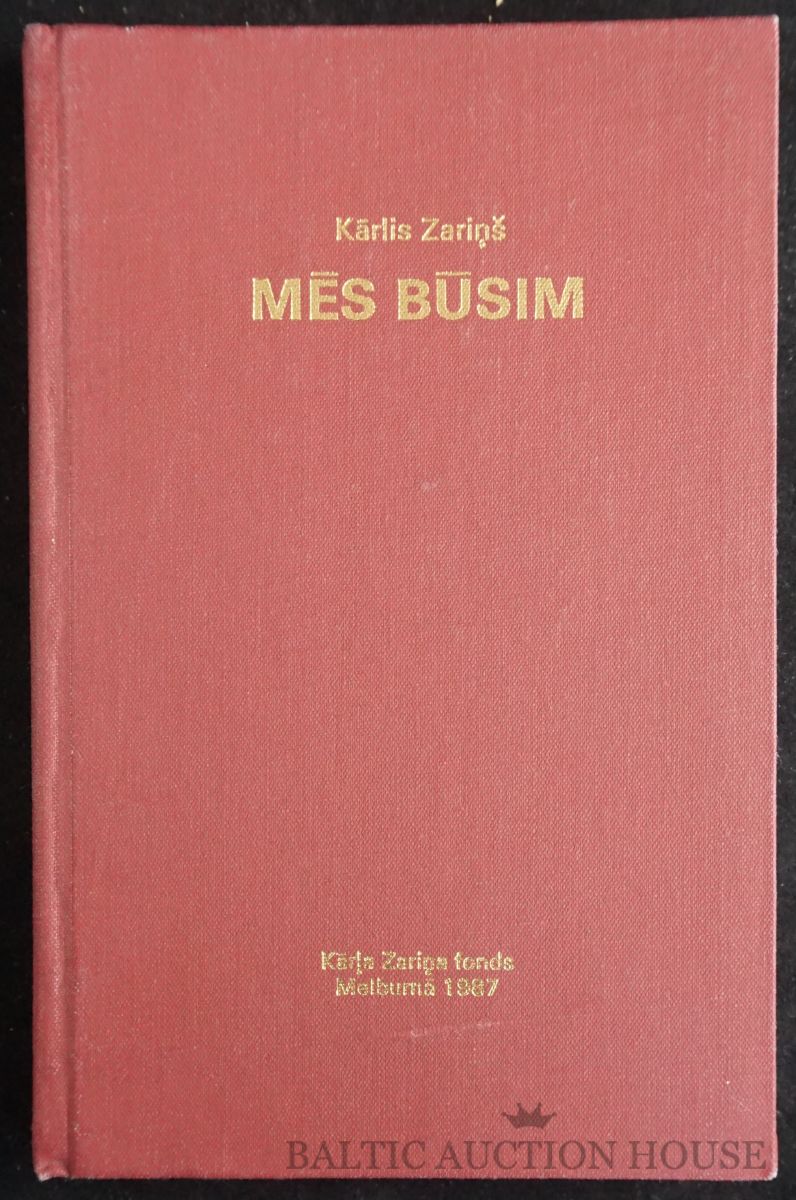 Kārlis Zariņš
MĒS BŪSIM
Kārļa Zariņa fonds
Melburnā 1987
BALTIC AUCTION HOUSE